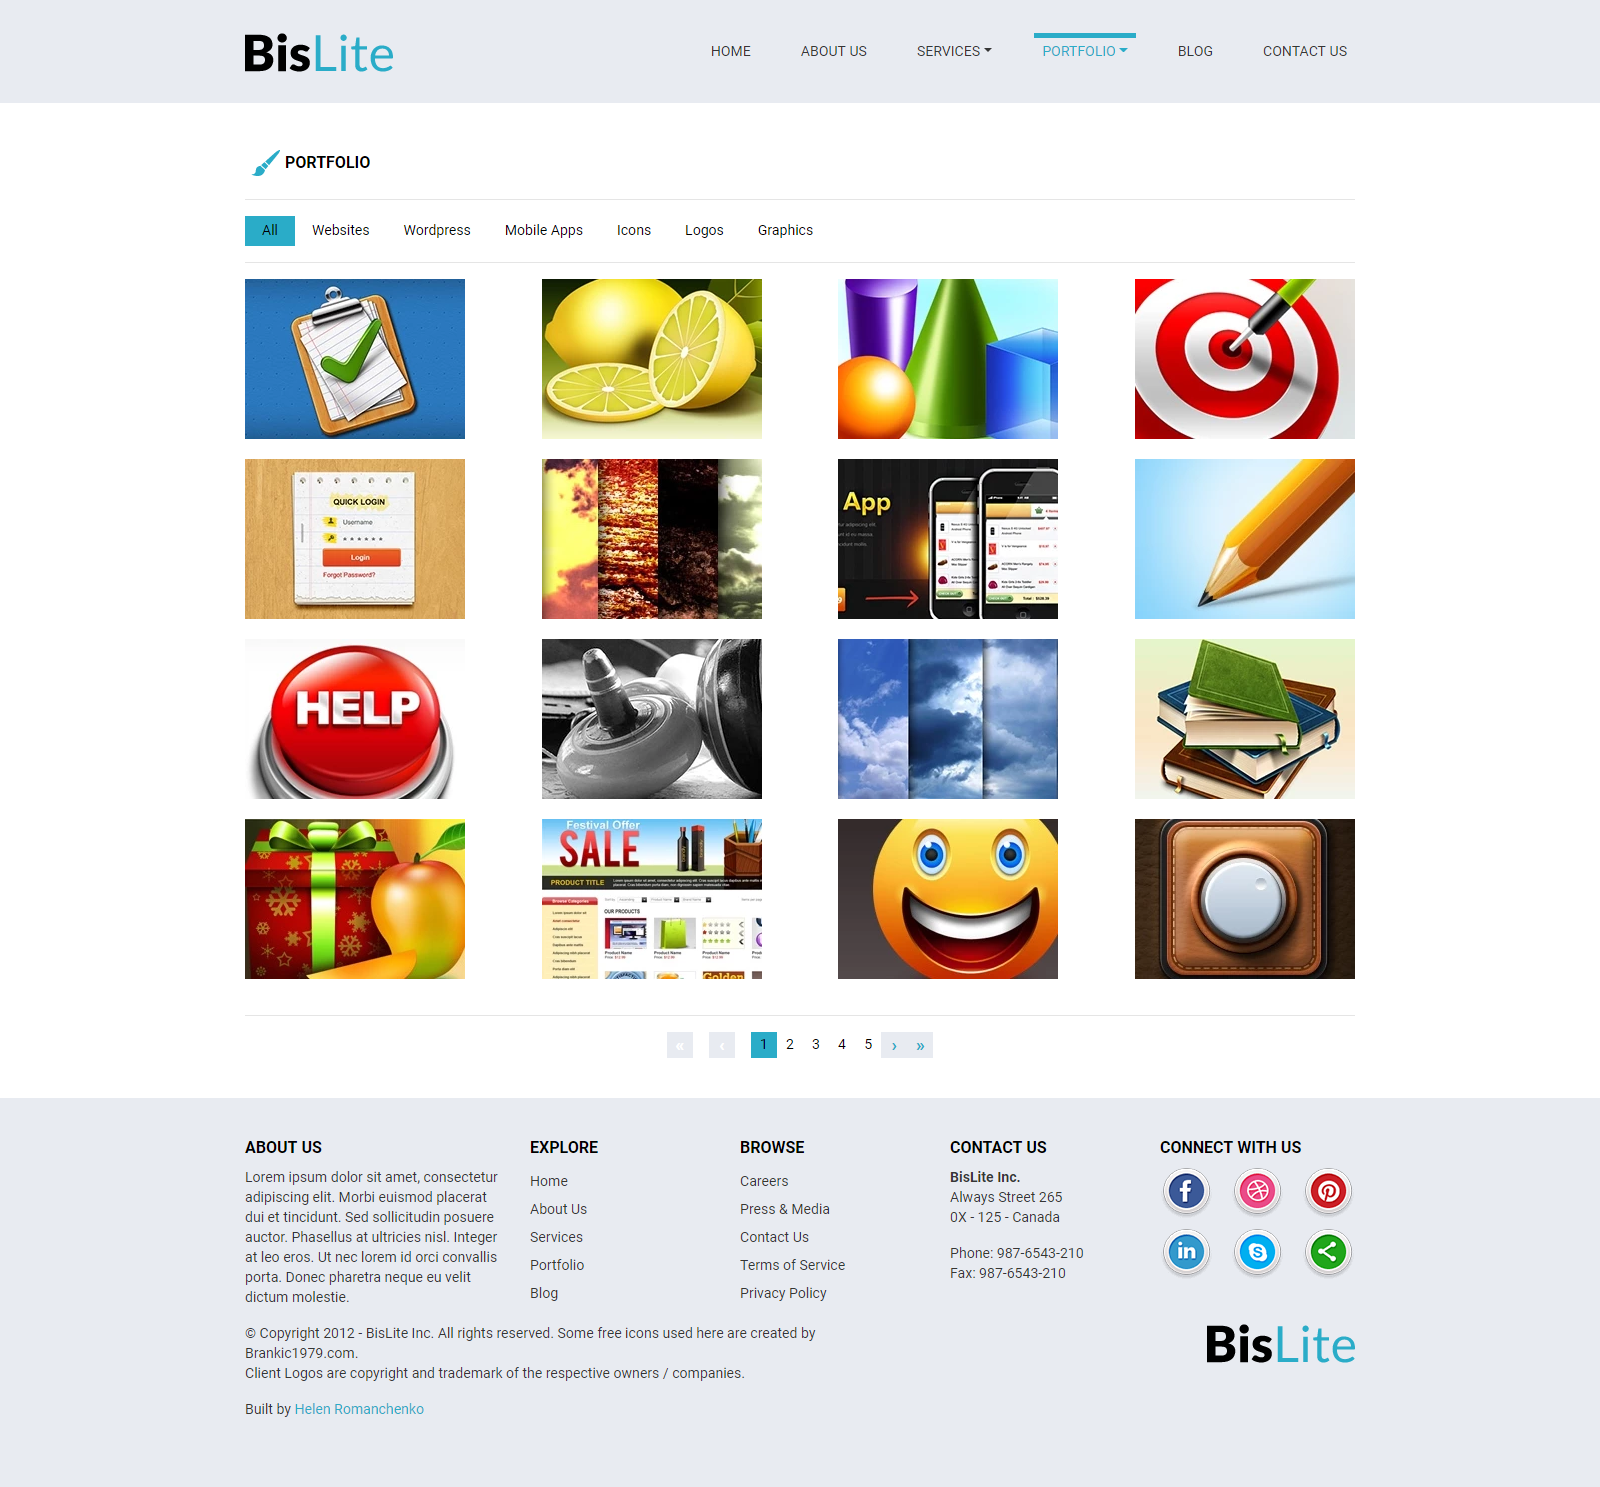 BisLite
HOME ABOUT US SERVICES PORTFOLIO BLOG CONTACT US
PORTFOLIO
All Websites Wordpress Mobile Apps Icons Logos Graphics
QUICK LOGIN
Username
Login
Forgot Password?
App
HELP
Festival Offer
SALE
PRODUCT TITLE
Browse Categories
OUR PRODUCTS
Product Name Product Name Product Name
Golden
« ‹ 1 2 3 4 5 › »
ABOUT US
Lorem ipsum dolor sit amet, consectetur
adipiscing elit. Morbi euismod placerat
dui et tincidunt. Sed sollicitudin posuere
auctor. Phasellus at ultricies nisl. Integer
at leo eros. Ut nec lorem id orci convallis
porta. Donec pharetra neque eu velit
dictum molestie.
EXPLORE
Home
About Us
Services
Portfolio
Blog
BROWSE
Careers
Press & Media
Contact Us
Terms of Service
Privacy Policy
CONTACT US
BisLite Inc.
Always Street 265
0X - 125 - Canada
Phone: 987-6543-210
Fax: 987-6543-210
CONNECT WITH US
© Copyright 2012 - BisLite Inc. All rights reserved. Some free icons used here are created by
Brankic1979.com.
Client Logos are copyright and trademark of the respective owners / companies.
Built by Helen Romanchenko
BisLite